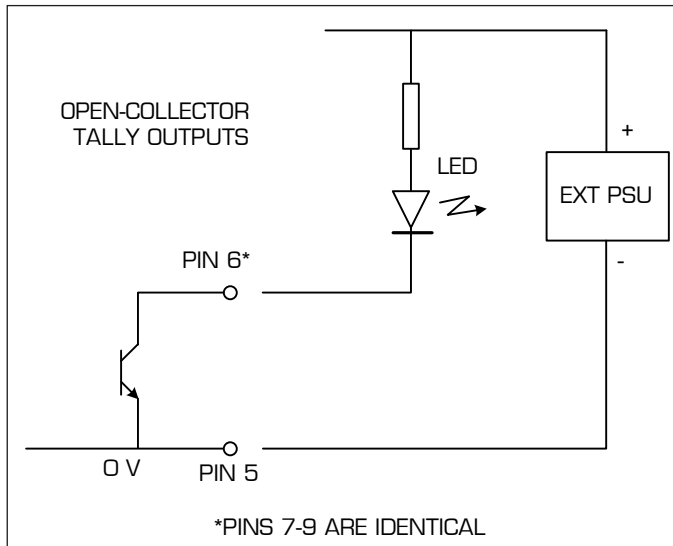 OPEN-COLLECTOR
TALLY OUTPUTS
LED
+
EXT PSU
-
PIN 6*
0 V
PIN 5
*PINS 7-9 ARE IDENTICAL